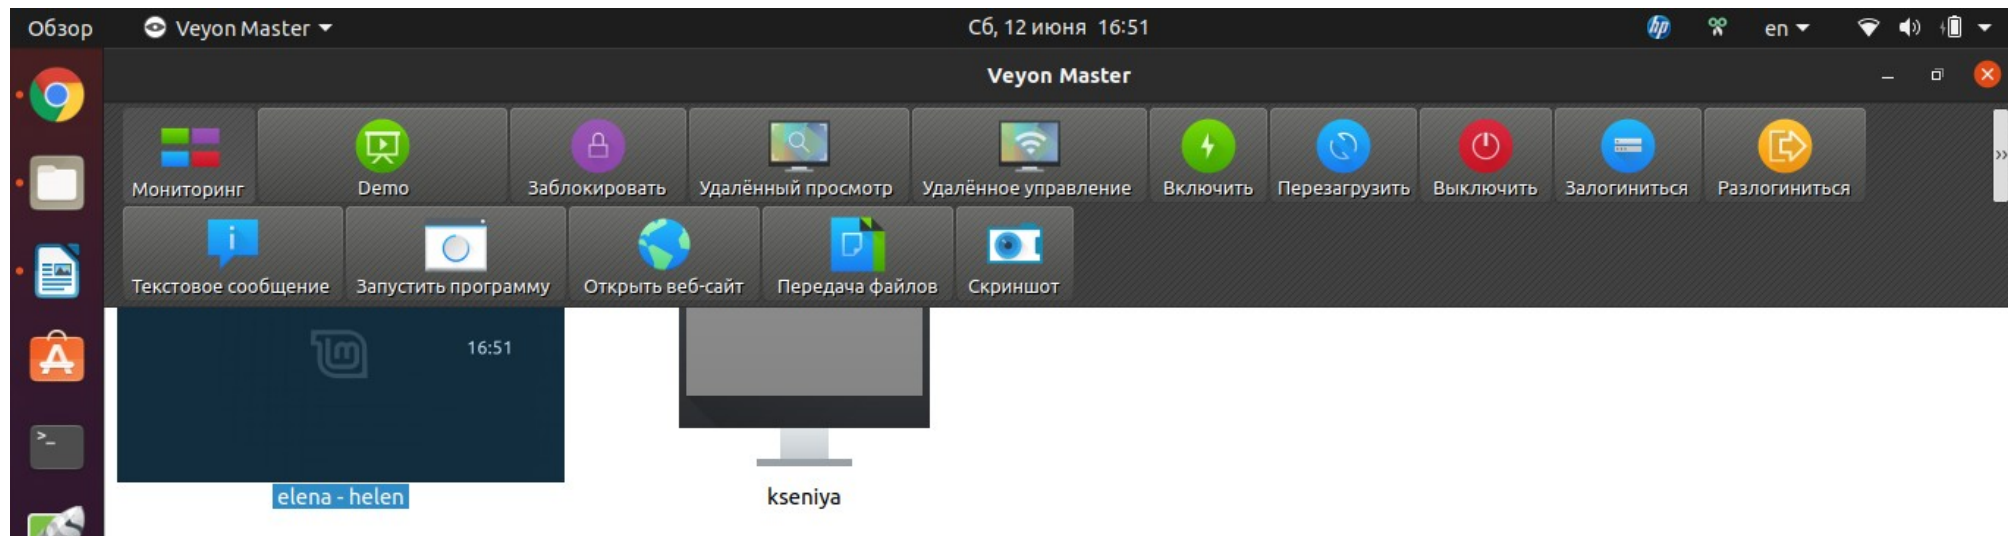 Обзор Veyon Master Сб, 12 июня 16:51 hp en
Veyon Master
Мониторинг Demo Заблокировать Удалённый просмотр Удалённое управление Включить Перезагрузить Выключить Залогиниться Разлогиниться
Текстовое сообщение Запустить программу Открыть веб-сайт Передача файлов Скриншот
16:51
elena - helen kseniya